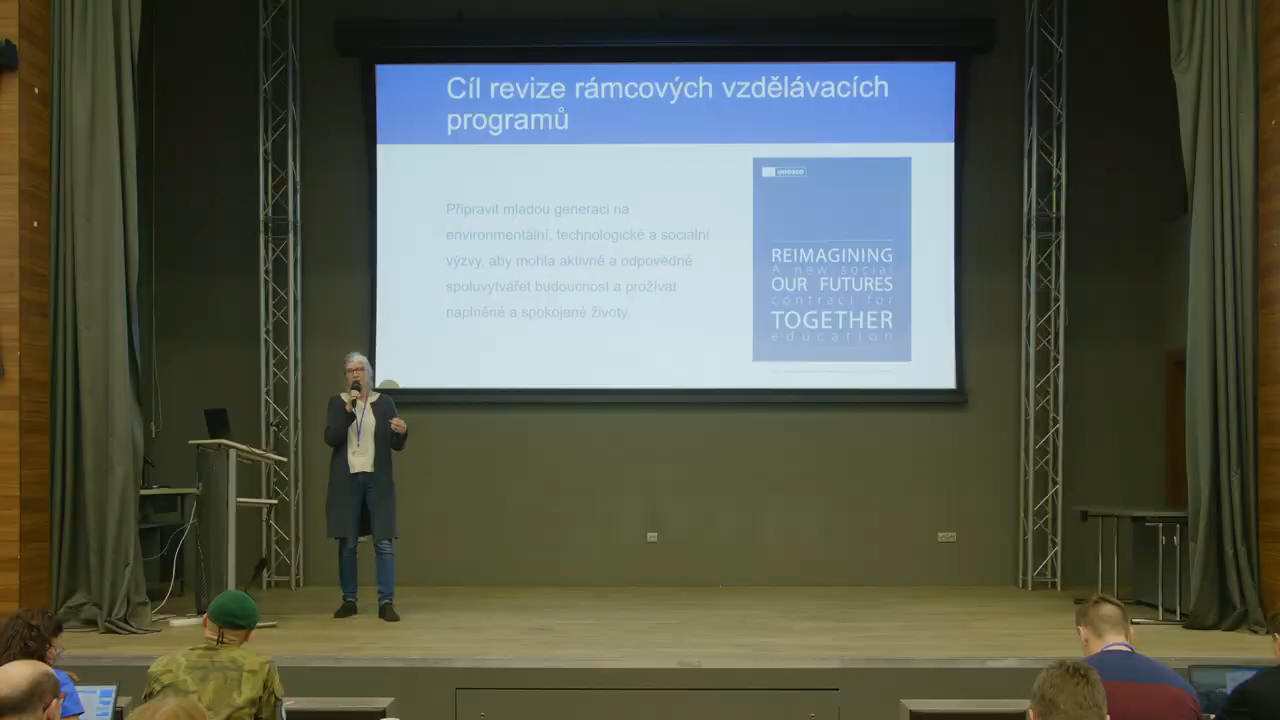 Cíl revize rámcových vzdělávacích
programů
Připravit mladou generaci na
environmentální, technologické a sociální
výzvy, aby mohla aktivně a odpovědně
spoluvytvářet budoucnost a prožívat
naplněné a spokojené životy.
unesco
REIMAGINING
A new social
OUR FUTURES
contract for
TOGETHER
education